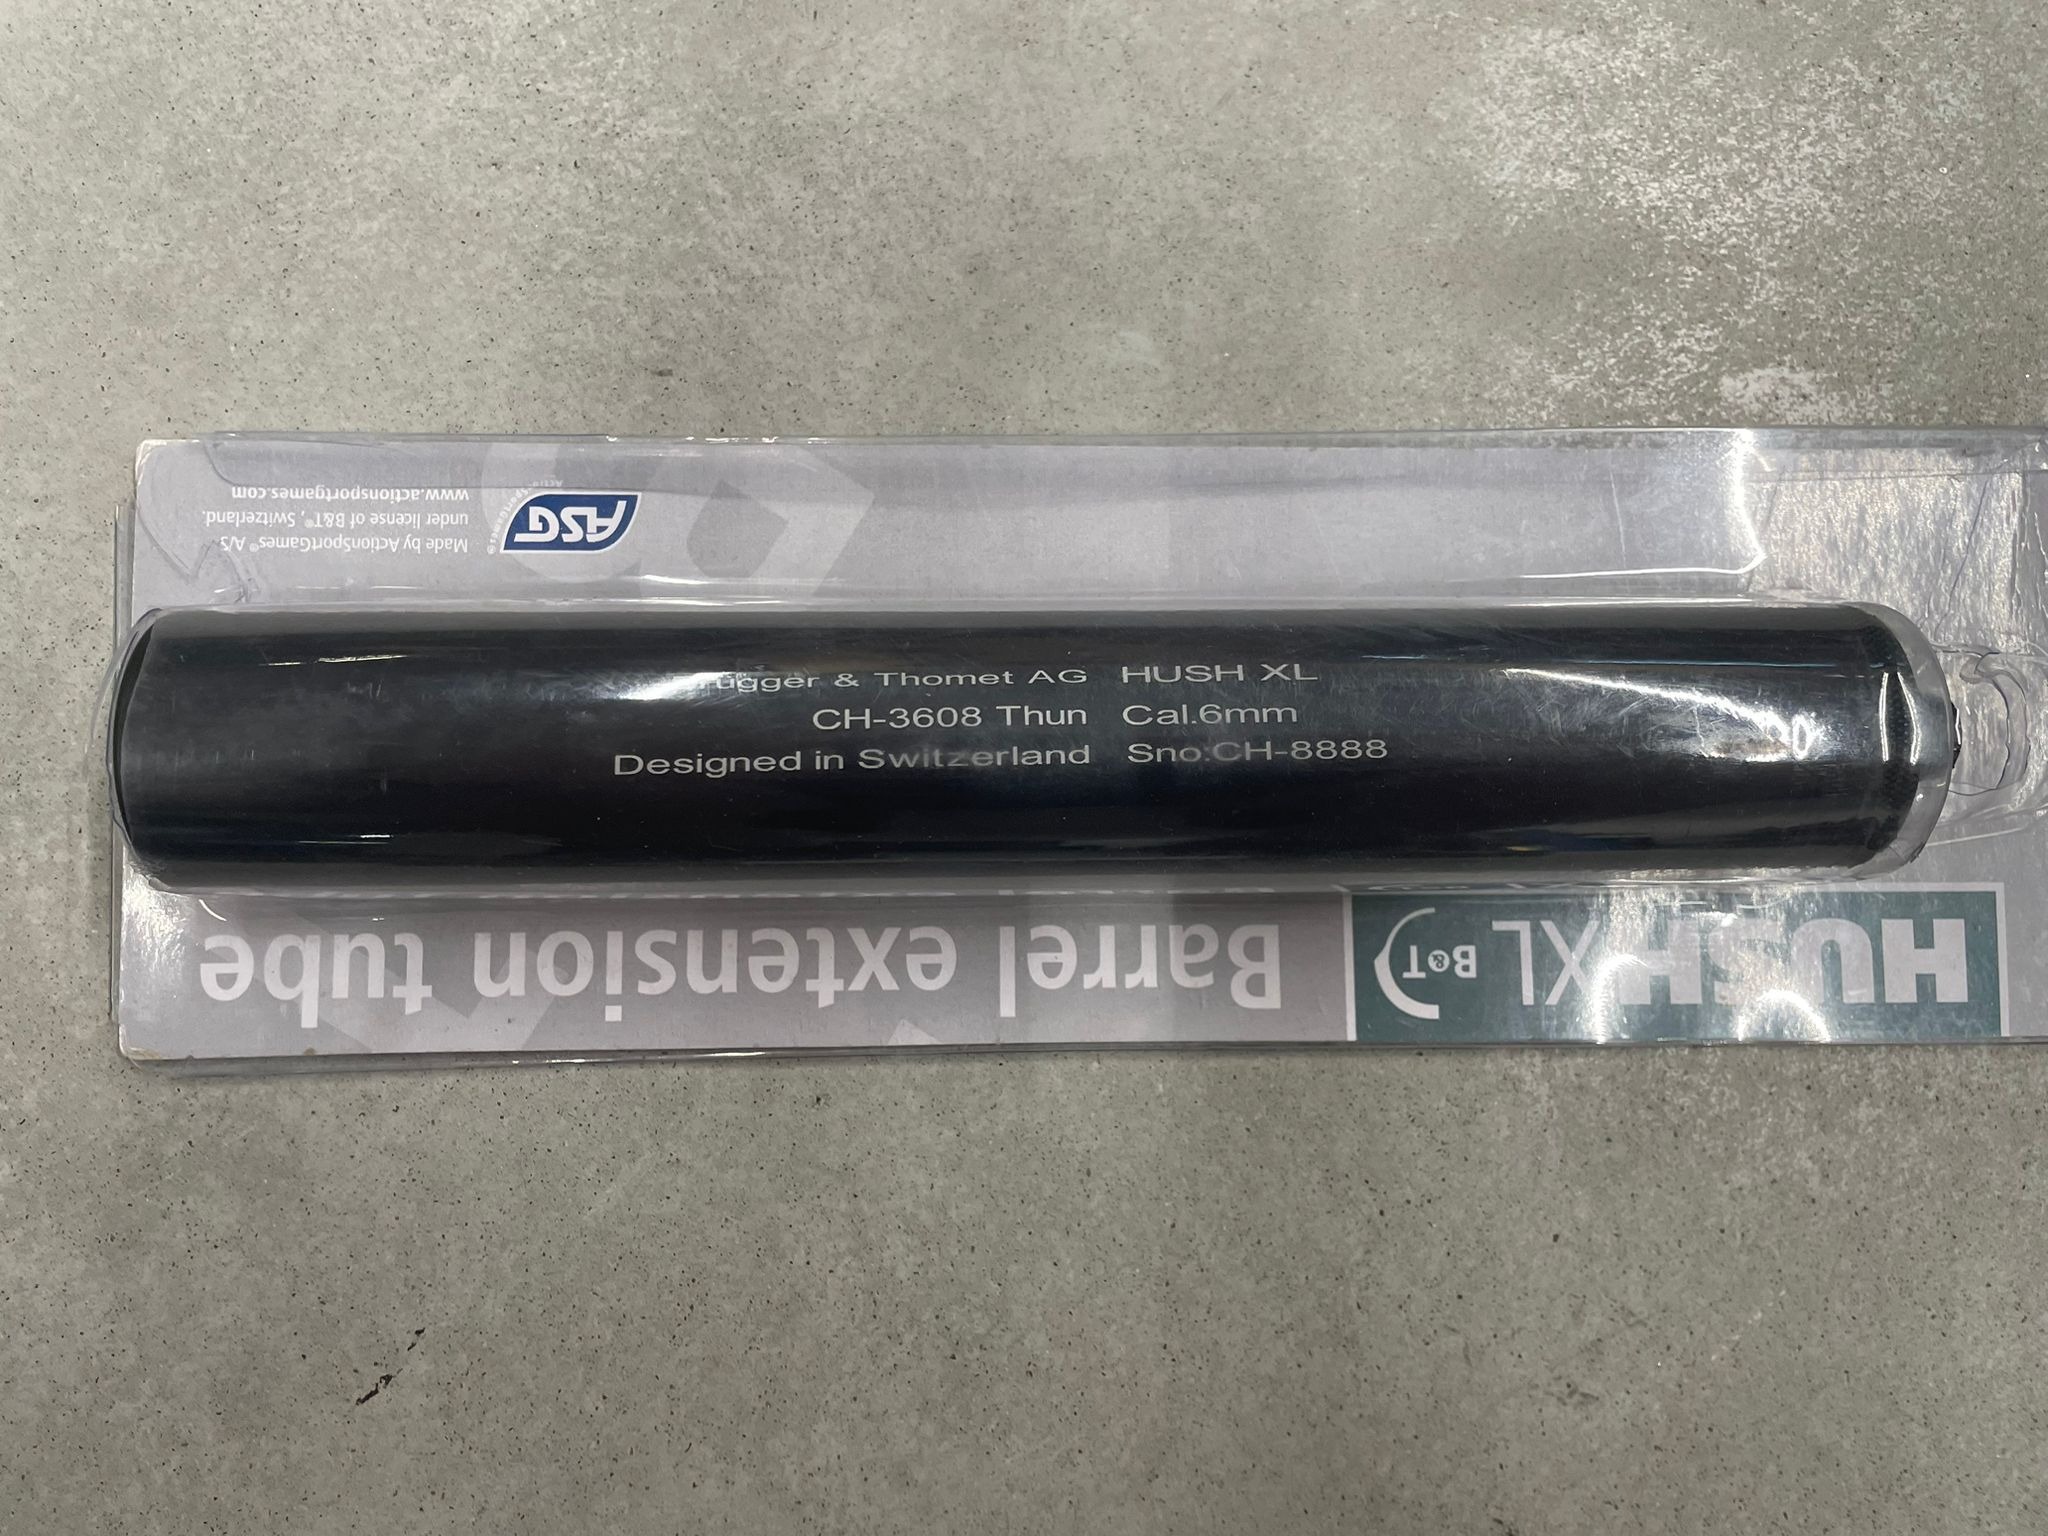 rugger & Thomet AG HUSH XL
CH-3608 Thun Cal.6mm
Designed in Switzerland Sno:CH-8888
HUSH XL B&T
Barrel extension tube
ASG
Made by ActionSportGames® A/S
under license of B&T®, Switzerland.
www.actionsportgames.com